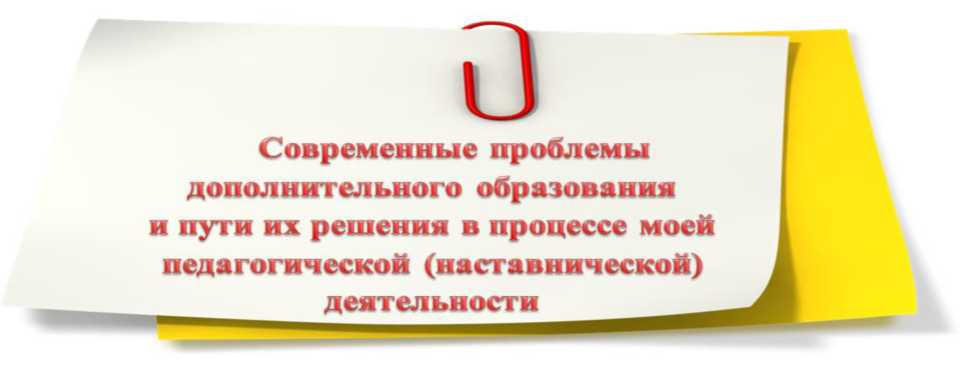 Современные проблемы
дополнительного образования
и пути их решения в процессе моей
педагогической (наставнической)
деятельности